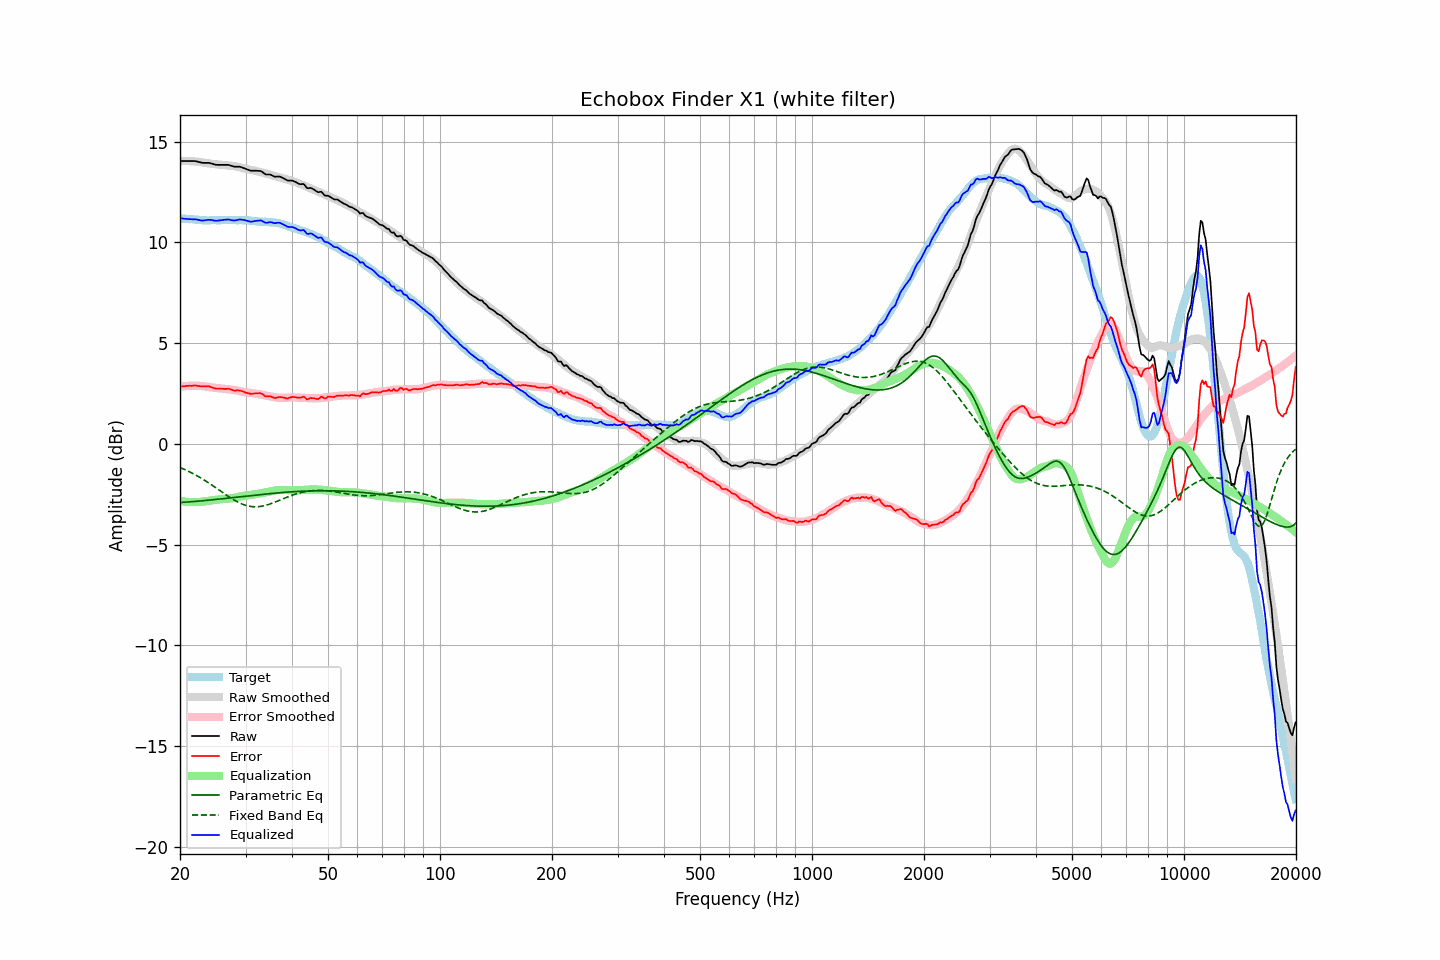 Echobox Finder X1 (white filter)
Amplitude (dBr)
15
10
5
0
−5
−10
−15
−20
Target
Raw Smoothed
Error Smoothed
Raw
Error
Equalization
Parametric Eq
Fixed Band Eq
Equalized
20
50
100
200
500
1000
2000
5000
10000
20000
Frequency (Hz)